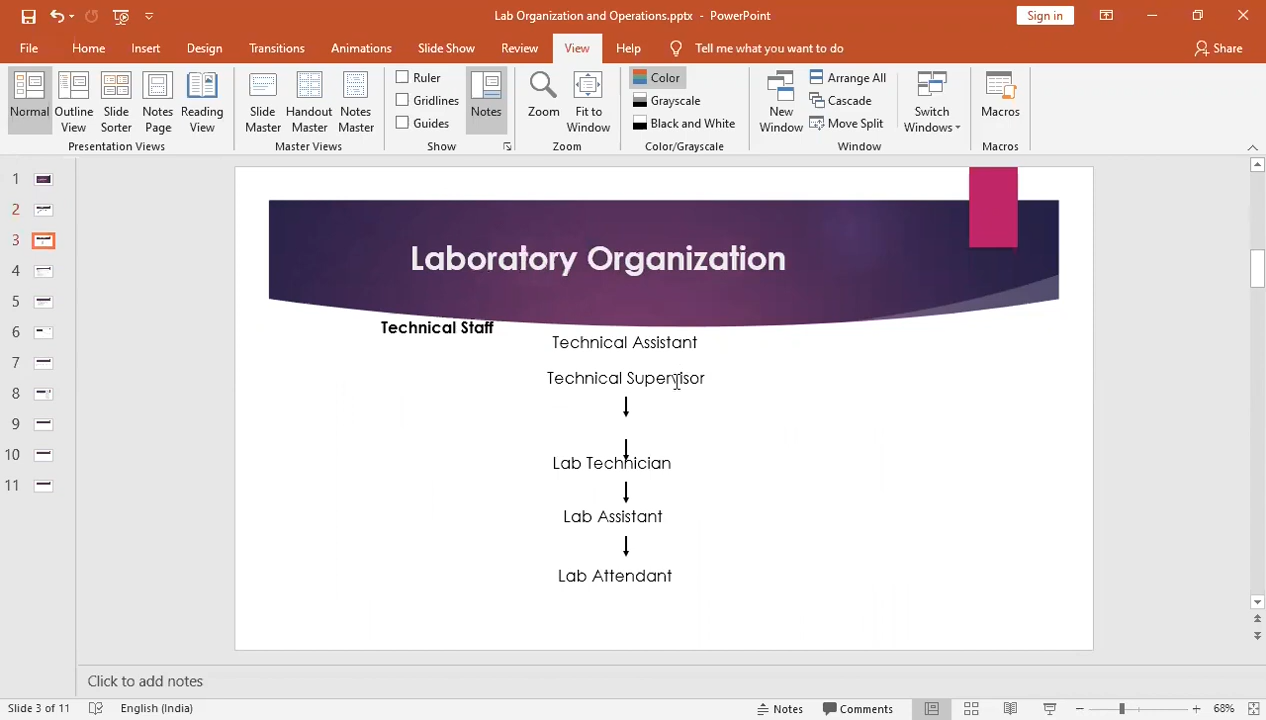 Lab Organization and Operations.pptx - PowerPoint
Sign in
File Home Insert Design Transitions Animations Slide Show Review View Help Tell me what you want to do Share
Normal
Outline View
Slide Sorter
Notes Page
Reading View
Presentation Views
Slide Master
Handout Master
Notes Master
Master Views
Ruler
Gridlines
Guides
Show
Notes
Zoom
Fit to Window
Zoom
Color
Grayscale
Black and White
Color/Grayscale
New Window
Arrange All
Cascade
Move Split
Switch Windows
Window
Macros
Macros
1
2
3
4
5
6
7
8
9
10
11
Laboratory Organization
Technical Staff
Technical Assistant
Technical Supervisor
Lab Technician
Lab Assistant
Lab Attendant
Click to add notes
Slide 3 of 11 English (India) Notes Comments 68%